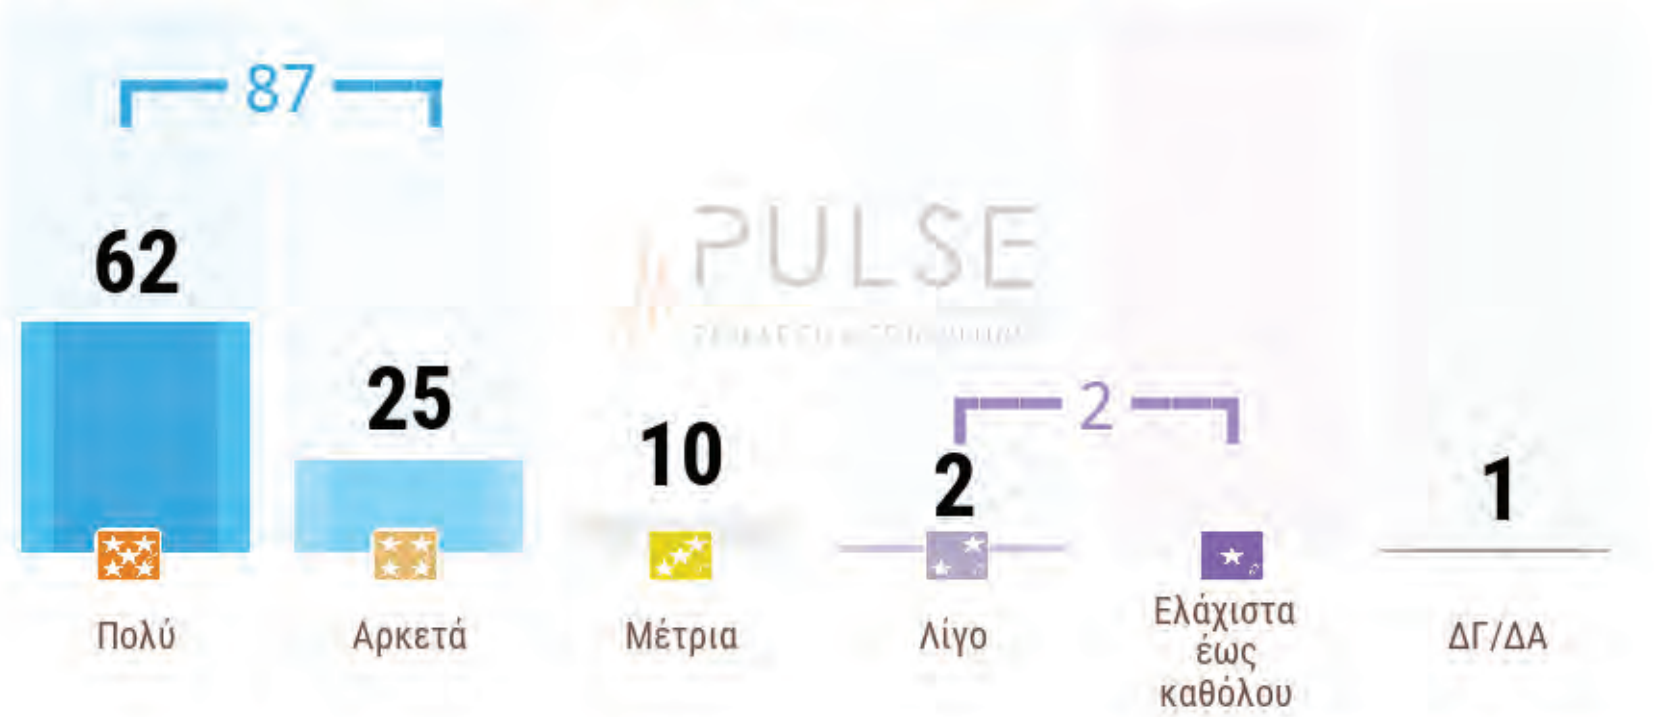 87
62
PULSE
25
2
10
2
1
Πολύ
Αρκετά
Μέτρια
Λίγο
Ελάχιστα
έως
καθόλου
ΔΓ/ΔΑ